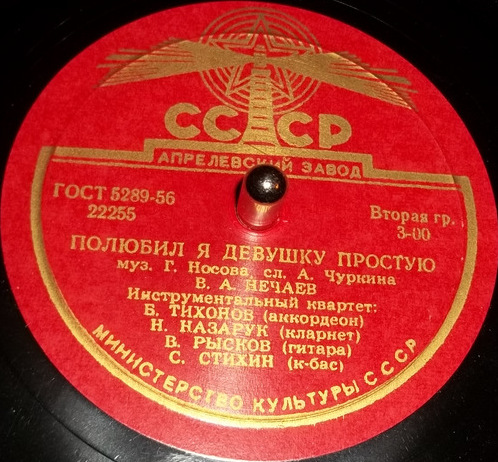 СССР
АПРЕЛЕВСКИЙ ЗАВОД
ГОСТ 5289-56
22255
Вторая гр.
3-00
ПОЛЮБИЛ Я ДЕВУШКУ ПРОСТУЮ
муз. Г. Носова, сл. А. Чуркина
В. А. НЕЧАЕВ
Инструментальный квартет:
Б. ТИХОНОВ (аккордеон)
Н. НАЗАРУК (кларнет)
В. РЫСКОВ (гитара)
С. СТИХИН (к-бас)
МИНИСТЕРСТВО КУЛЬТУРЫ СССР